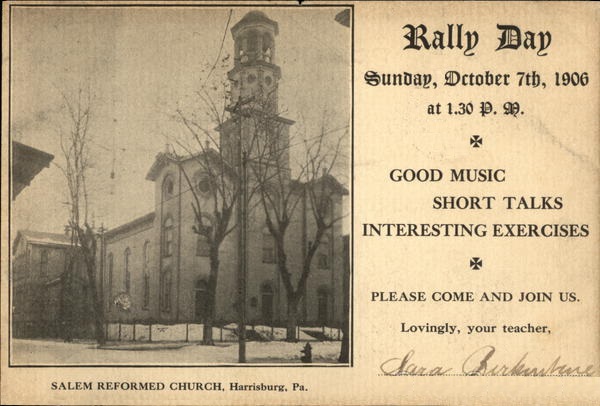 Rally Day
Sunday, October 7th, 1906
at 1.30 P. M.
GOOD MUSIC
SHORT TALKS
INTERESTING EXERCISES
PLEASE COME AND JOIN US.
Lovingly, your teacher,
Sara Birkentine
SALEM REFORMED CHURCH, Harrisburg, Pa.